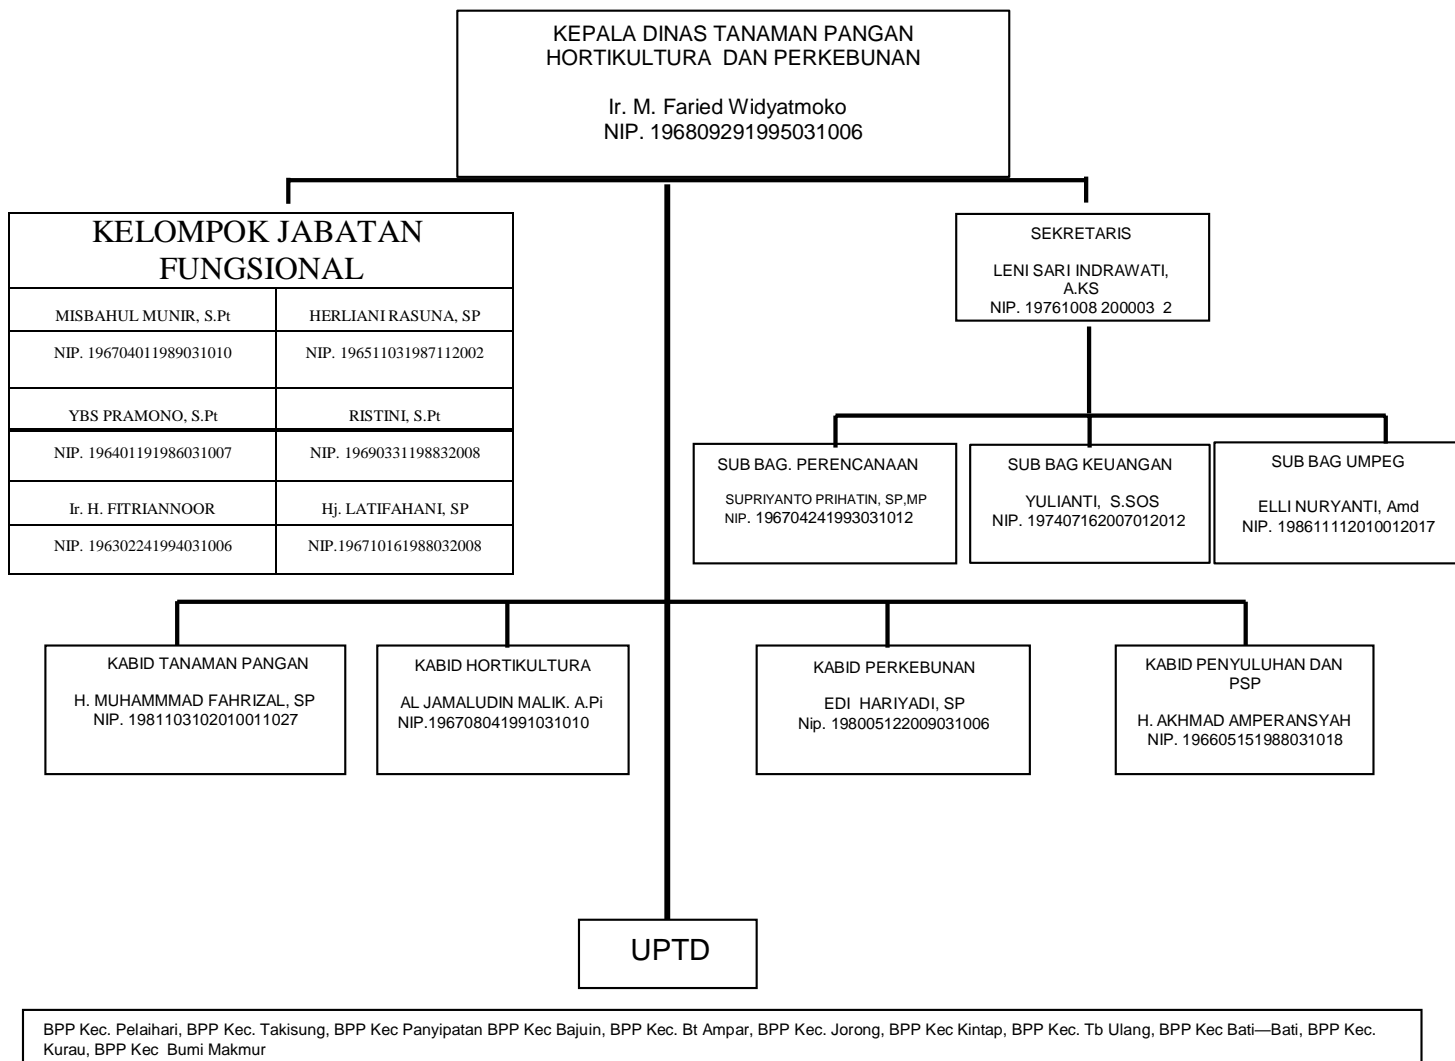 KEPALA DINAS TANAMAN PANGAN
HORTIKULTURA DAN PERKEBUNAN
Ir. M. Faried Widyatmoko
NIP. 196809291995031006
KELOMPOK JABATAN
FUNGSIONAL
MISBAHUL MUNIR, S.Pt
HERLIANI RASUNA, SP
NIP. 196704011989031010
NIP. 196511031987112002
YBS PRAMONO, S.Pt
RISTINI, S.Pt
NIP. 196401191986031007
NIP. 19690331198832008
Ir. H. FITRIANNOOR
Hj. LATIFAHANI, SP
NIP. 196302241994031006
NIP.196710161988032008
SEKRETARIS
LENI SARI INDRAWATI,
A.KS
NIP. 19761008 200003 2
SUB BAG. PERENCANAAN
SUPRIYANTO PRIHATIN, SP,MP
NIP. 196704241993031012
SUB BAG KEUANGAN
YULIANTI, S.SOS
NIP. 197407162007012012
SUB BAG UMPEG
ELLI NURYANTI, Amd
NIP. 198611112010012017
KABID TANAMAN PANGAN
H. MUHAMMMAD FAHRIZAL, SP
NIP. 1981103102010011027
KABID HORTIKULTURA
AL JAMALUDIN MALIK. A.Pi
NIP.196708041991031010
KABID PERKEBUNAN
EDI HARIYADI, SP
Nip. 198005122009031006
KABID PENYULUHAN DAN
PSP
H. AKHMAD AMPERANSYAH
NIP. 196605151988031018
UPTD
BPP Kec. Pelaihari, BPP Kec. Takisung, BPP Kec Panyipatan BPP Kec Bajuin, BPP Kec. Bt Ampar, BPP Kec. Jorong, BPP Kec Kintap, BPP Kec. Tb Ulang, BPP Kec Bati—Bati, BPP Kec.
Kurau, BPP Kec Bumi Makmur